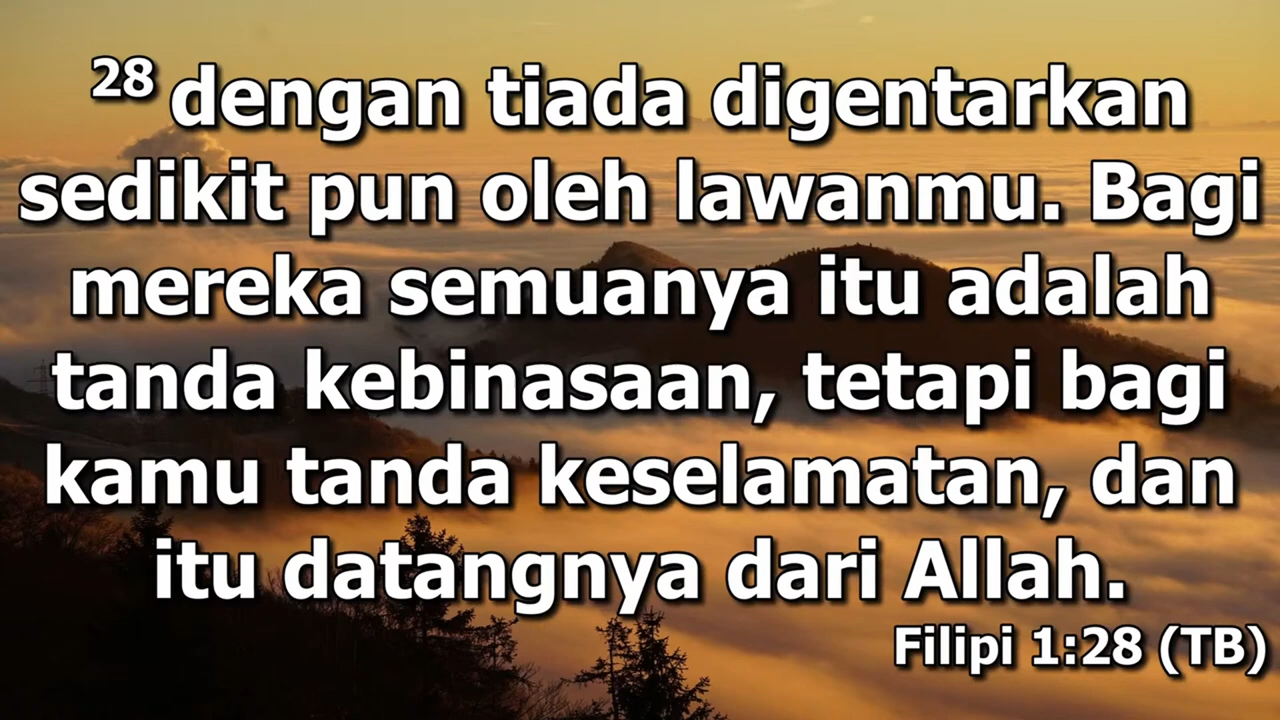 28 dengan tiada digentarkan
sedikit pun oleh lawanmu. Bagi
mereka semuanya itu adalah
tanda kebinasaan, tetapi bagi
kamu tanda keselamatan, dan
itu datangnya dari Allah.
Filipi 1:28 (TB)